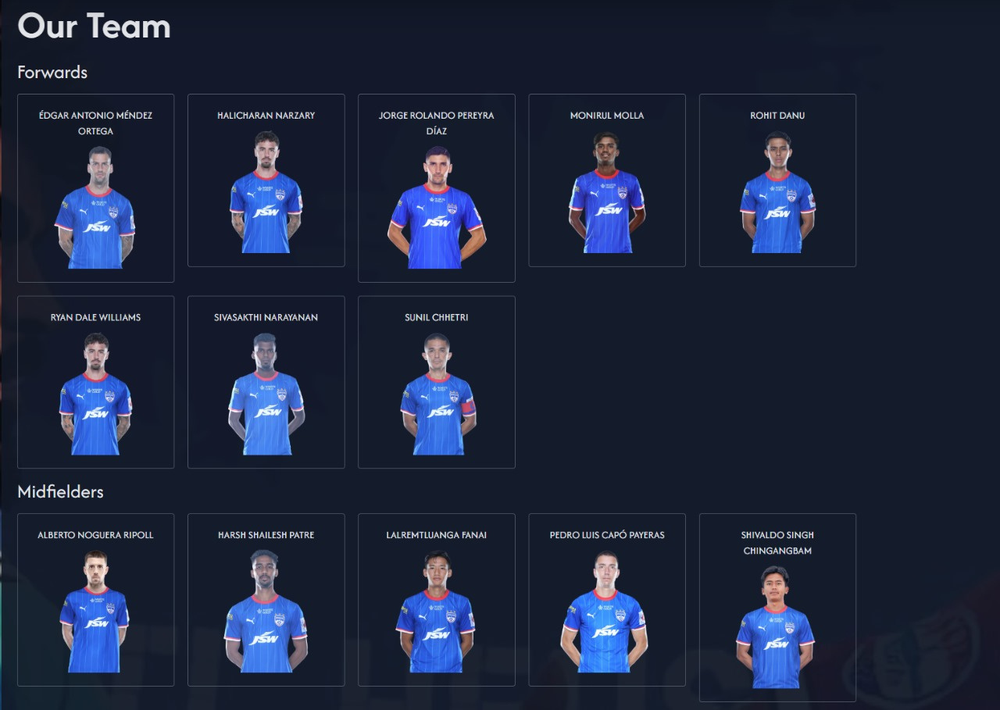 Our Team
Forwards
ÉDGAR ANTONIO MÉNDEZ
ORTEGA
HALICHARAN NARZARY
JORGE ROLANDO PEREYRA
DÍAZ
MONIRUL MOLLA
ROHIT DANU
JSW
JSW
JSW
JSW
JSW
RYAN DALE WILLIAMS
SIVASAKTHI NARAYANAN
SUNIL CHHETRI
JSW
JSW
JSW
Midfielders
ALBERTO NOGUERA RIPOLL
HARSH SHAILESH PATRE
LALREMTLUANGA FANAI
PEDRO LUIS CAPÓ PAYERAS
SHIVALDO SINGH
CHINGANGBAM
JSW
JSW
JSW
JSW
JSW